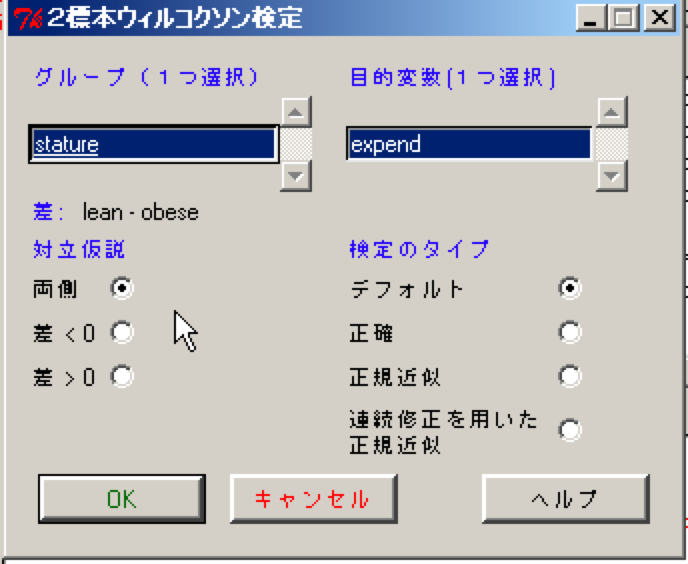 2標本ウィルコクソン検定
グループ（1つ選択）
目的変数(1つ選択)
stature
expend
差: lean - obese
対立仮説
検定のタイプ
両側
デフォルト
差 < 0
正確
差 > 0
正規近似
連続修正を用いた
正規近似
OK
キャンセル
ヘルプ